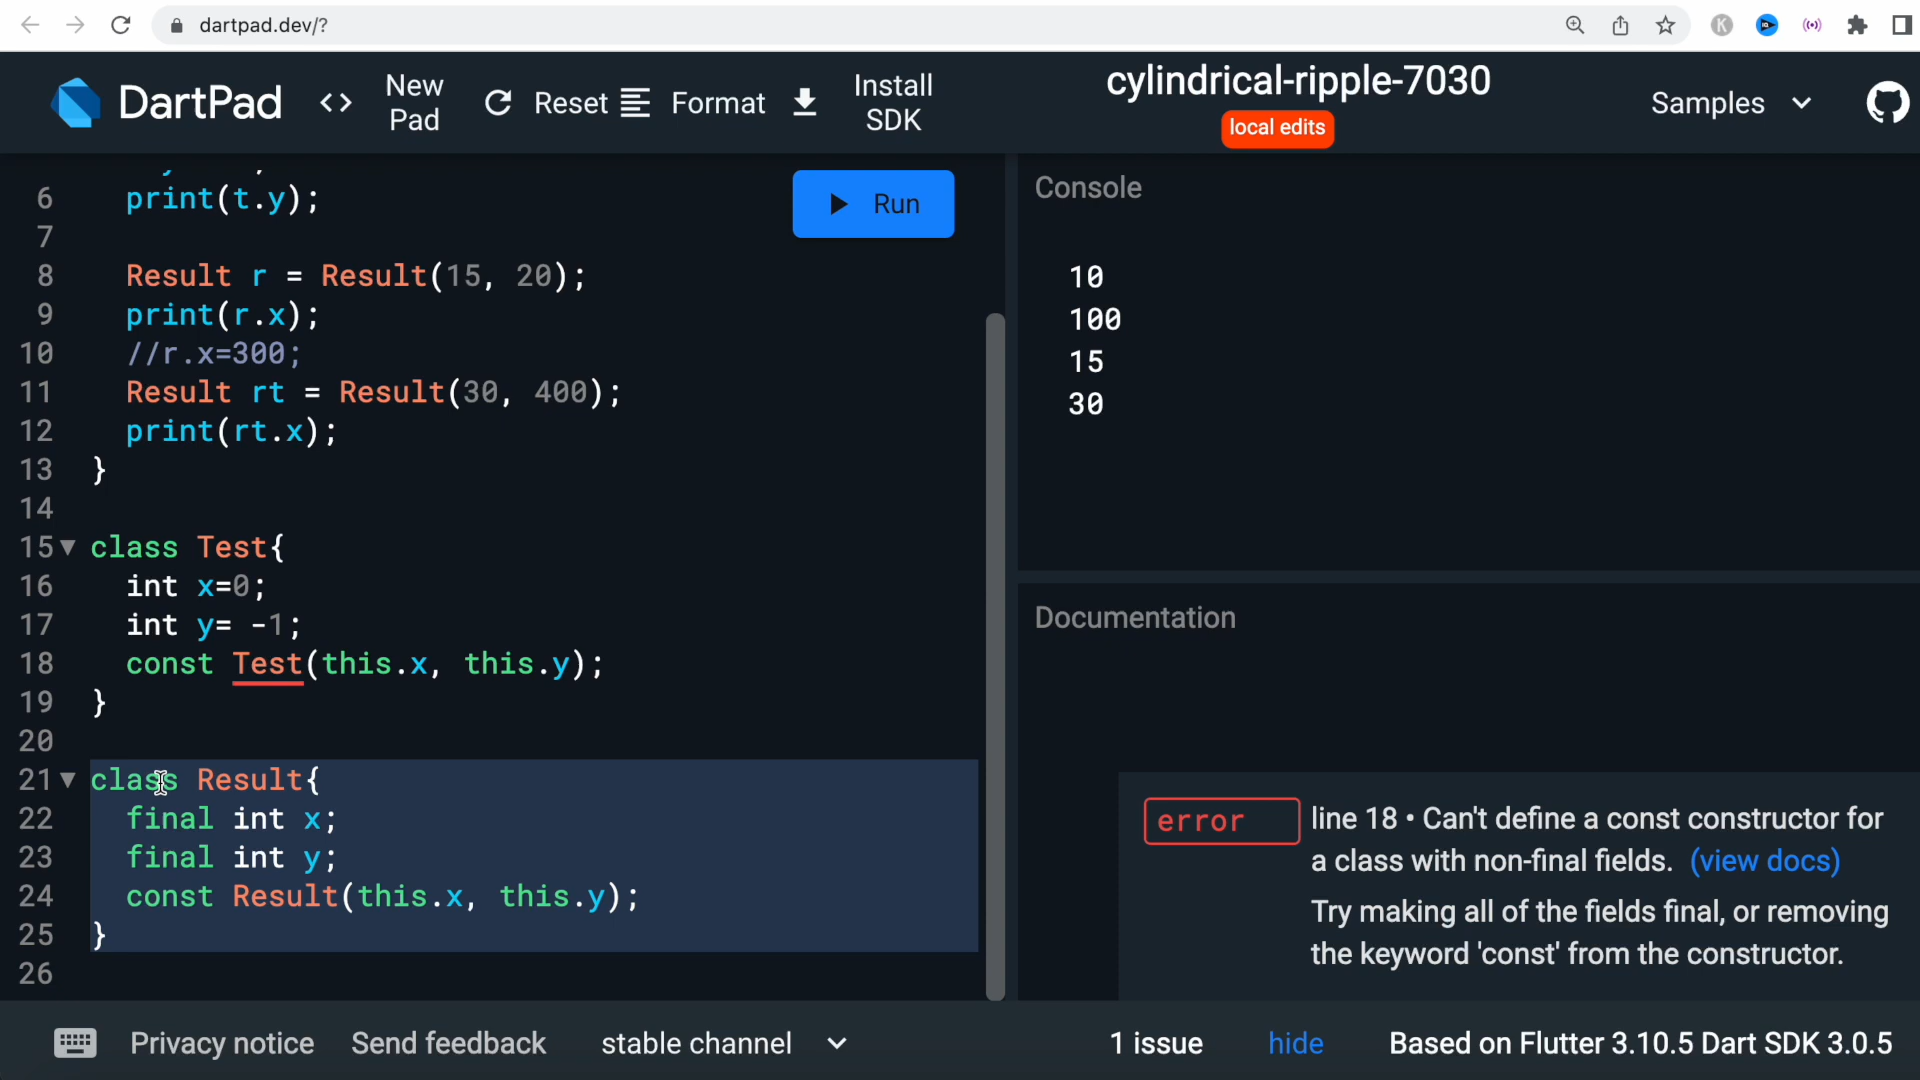 dartpad.dev/?
DartPad
<>
New
Pad
Reset
Format
Install
SDK
cylindrical-ripple-7030
local edits
Samples
6 print(t.y);
7
8 Result r = Result(15, 20);
9 print(r.x);
10 //r.x=300;
11 Result rt = Result(30, 400);
12 print(rt.x);
13 }
14
15 class Test{
16 int x=0;
17 int y= -1;
18 const Test(this.x, this.y);
19 }
20
21 class Result{
22 final int x;
23 final int y;
24 const Result(this.x, this.y);
25 }
26
Run
Console
10
100
15
30
Documentation
error
line 18 • Can't define a const constructor for
a class with non-final fields. (view docs)
Try making all of the fields final, or removing
the keyword 'const' from the constructor.
Privacy notice
Send feedback
stable channel
1 issue
hide
Based on Flutter 3.10.5 Dart SDK 3.0.5